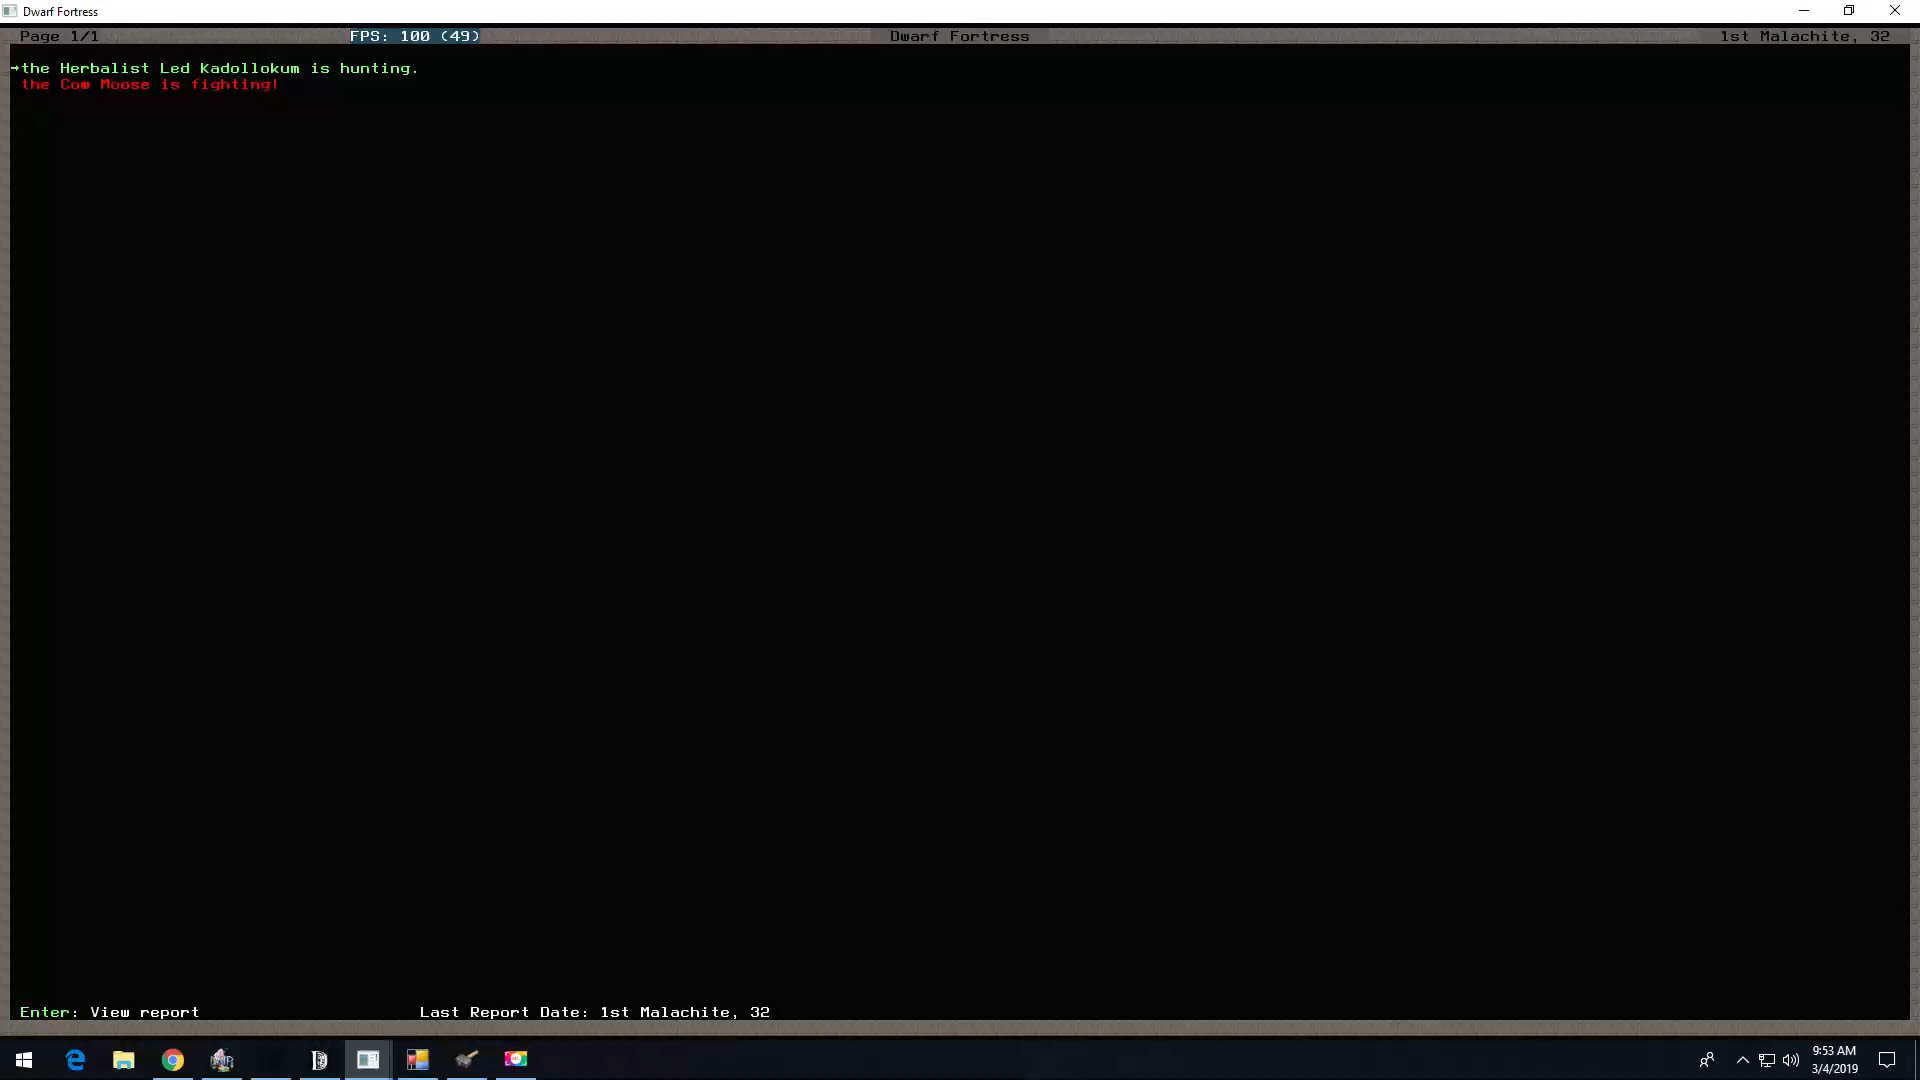 Dwarf Fortress
Page 1/1 FPS: 100 (49) Dwarf Fortress 1st Malachite, 32
→the Herbalist Led Kadollokum is hunting.
the Cow Moose is fighting!
Enter: View report Last Report Date: 1st Malachite, 32
9:53 AM
3/4/2019